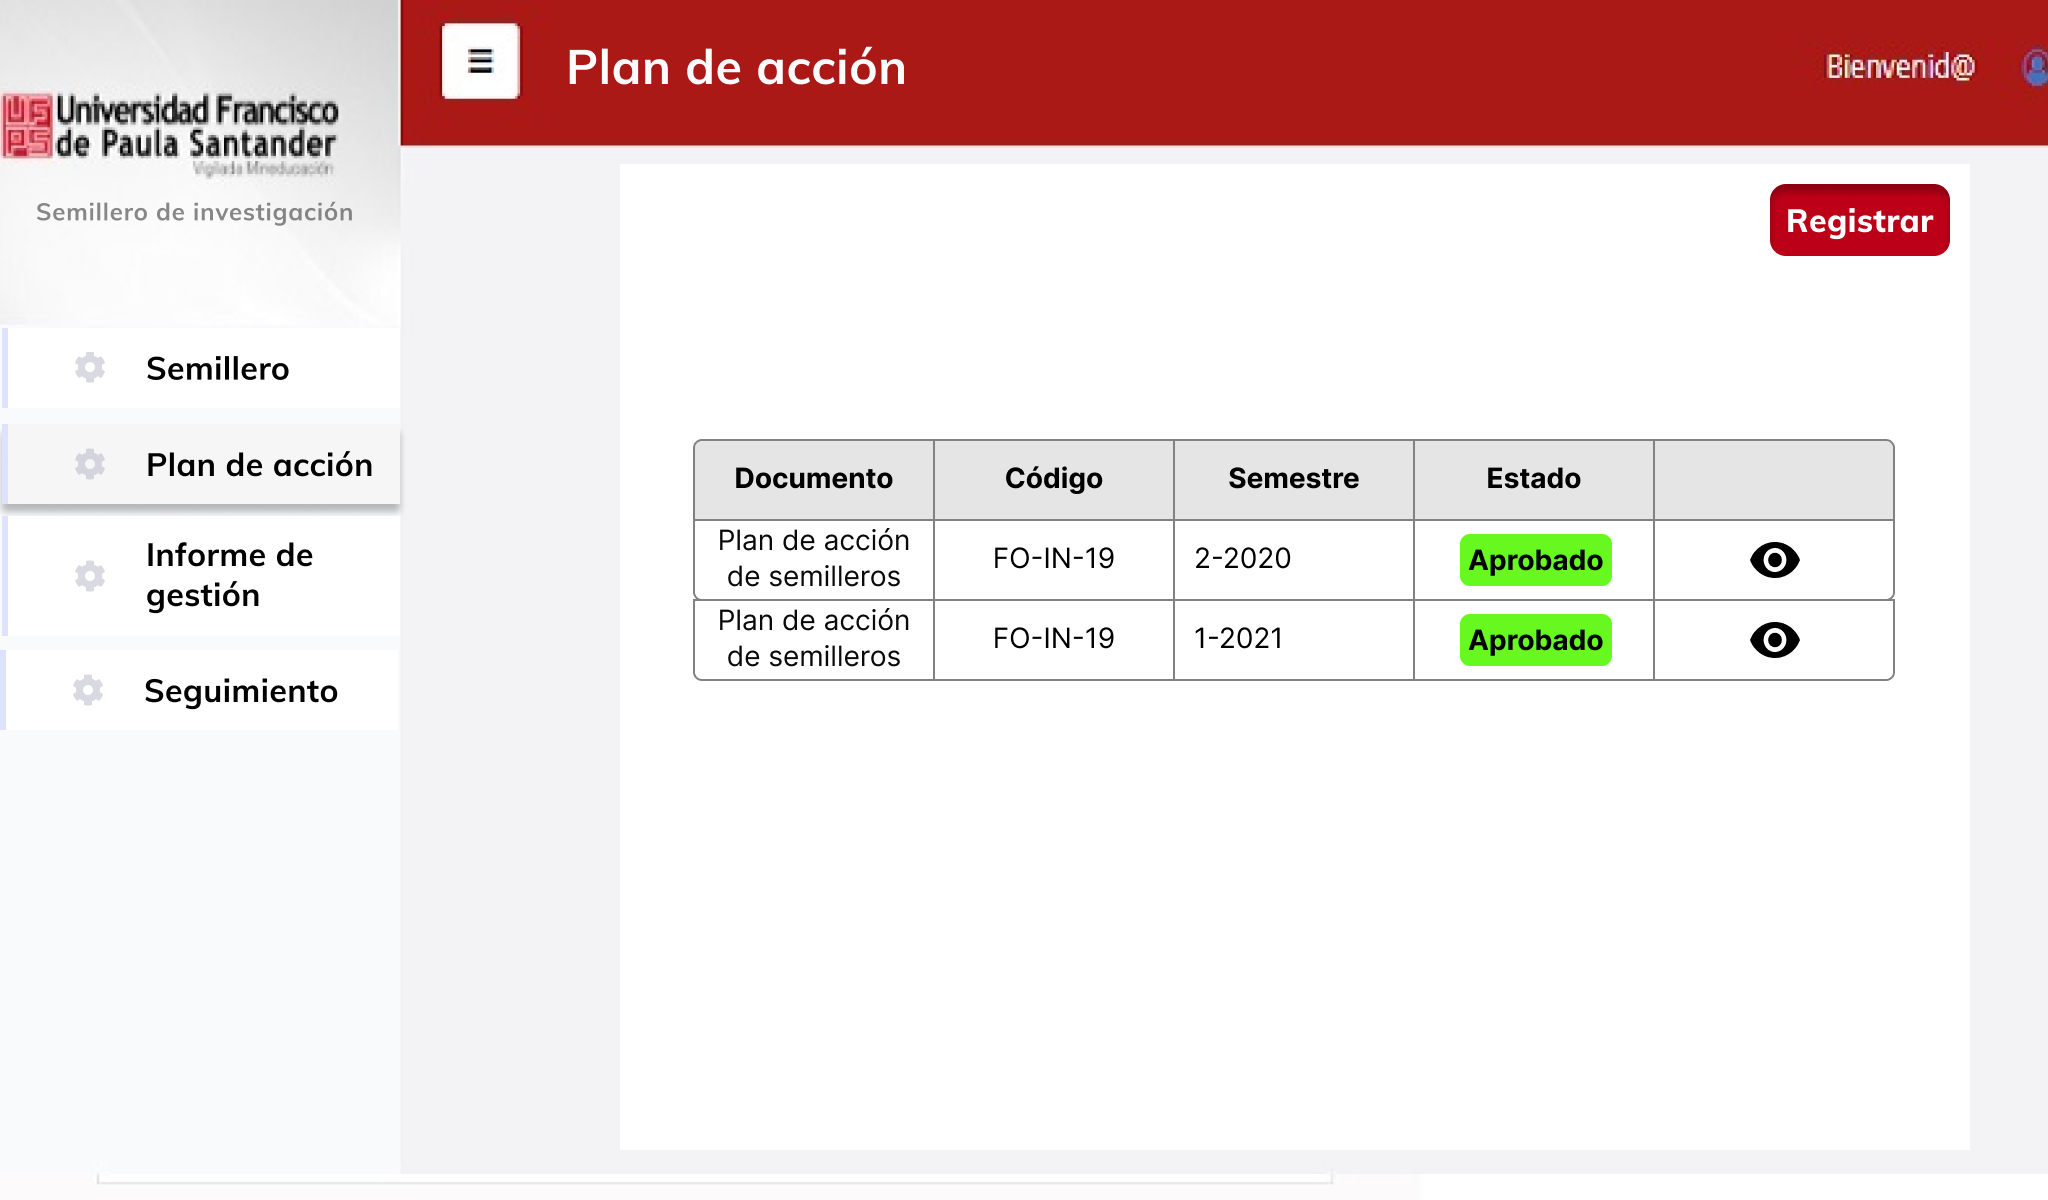 Universidad Francisco
de Paula Santander
Vigilada Mineducación
Semillero de investigación
Semillero
Plan de acción
Informe de
gestión
Seguimiento
Plan de acción
Bienvenid@
Registrar
Documento Código Semestre Estado
Plan de acción
de semilleros
FO-IN-19 2-2020 Aprobado
Plan de acción
de semilleros
FO-IN-19 1-2021 Aprobado